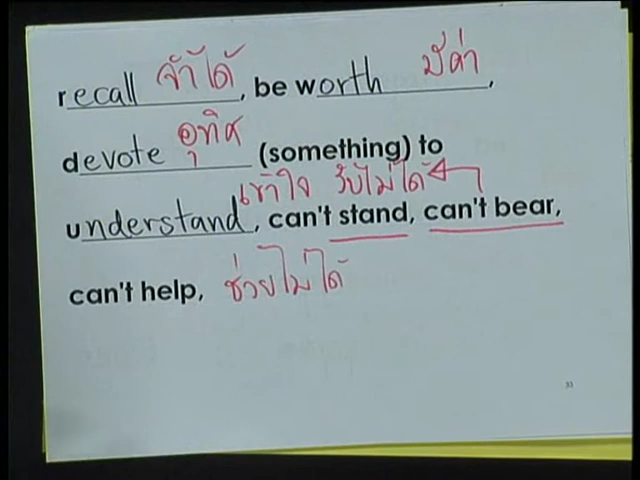 จำได้ มีค่า
recall, be worth,
อุทิศ
devote (something) to
เข้าใจ รับไม่ได้
understand, can't stand, can't bear,
can't help, ช่วยไม่ได้
33